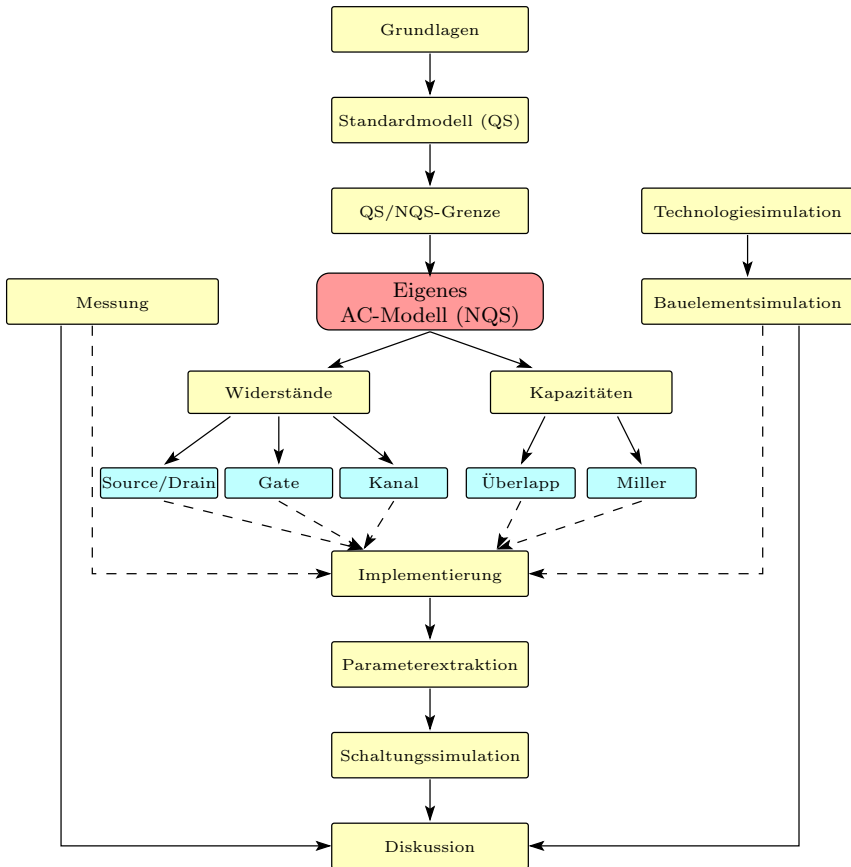 Grundlagen
Standardmodell (QS)
QS/NQS-Grenze
Technologiesimulation
Messung
Eigenes
AC-Modell (NQS)
Bauelementsimulation
Widerstände
Kapazitäten
Source/Drain
Gate
Kanal
Überlapp
Miller
Implementierung
Parameterextraktion
Schaltungssimulation
Diskussion